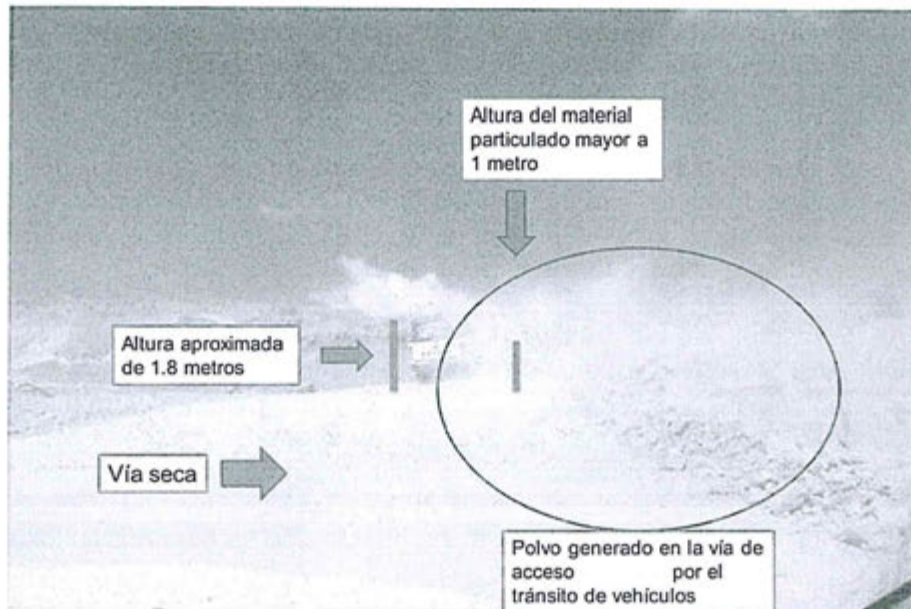 Altura del material
particulado mayor a
1 metro
Altura aproximada
de 1.8 metros
Vía seca
Polvo generado en la vía de
acceso por el
tránsito de vehículos